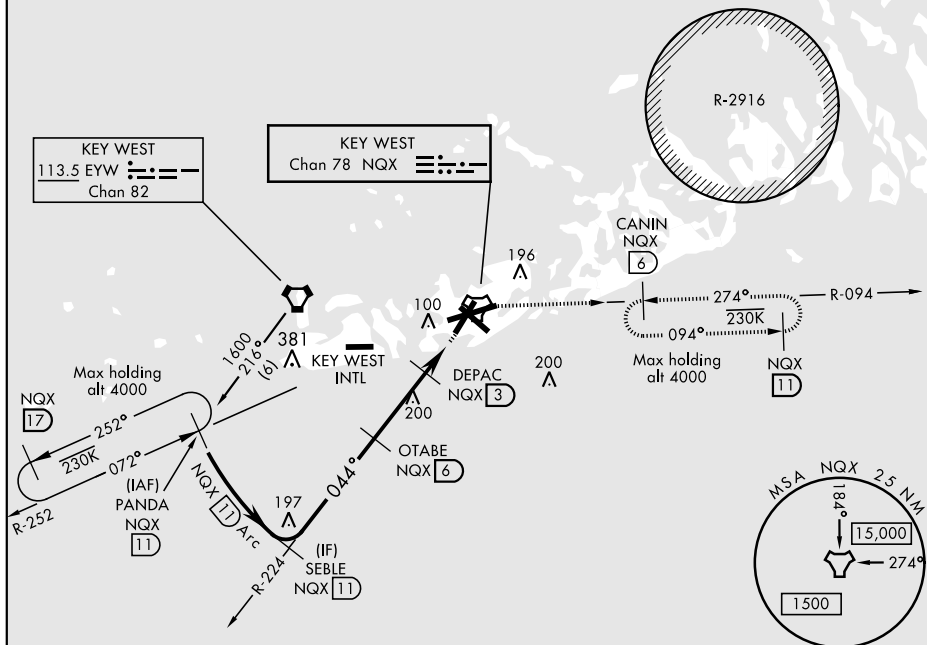 R-2916
KEY WEST
113.5 EYW
Chan 82
KEY WEST
Chan 78 NQX
CANIN
NQX
6
196
100
274°
R-094
230K
094°
Max holding
alt 4000
NQX
11
1600
216°
(6)
381
KEY WEST
INTL
DEPAC
NQX 3
200
200
Max holding
alt 4000
NQX
17
252°
230K
072°
R-252
(IAF)
PANDA
NQX
11
NQX 11 Arc
044°
OTABE
NQX 6
197
(IF)
SEBLE
NQX 11
R-224
MSA NQX 25 NM
184°
15,000
274°
1500